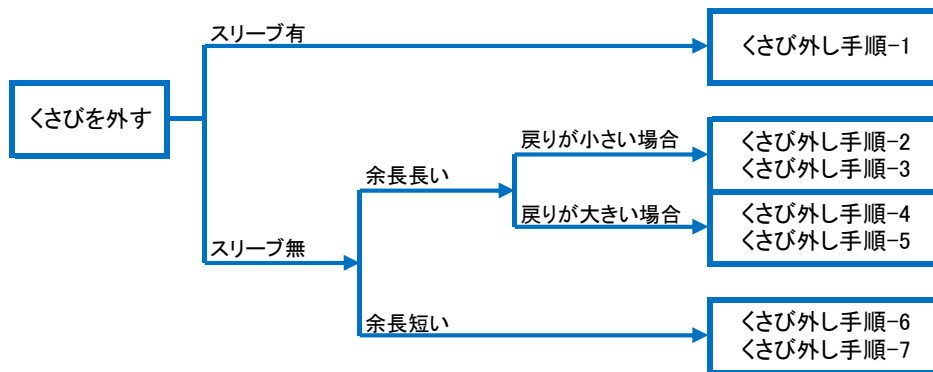 スリーブ有
くさび外し手順-1
くさびを外す
戻りが小さい場合
くさび外し手順-2
くさび外し手順-3
余長長い
戻りが大きい場合
くさび外し手順-4
くさび外し手順-5
スリーブ無
余長短い
くさび外し手順-6
くさび外し手順-7